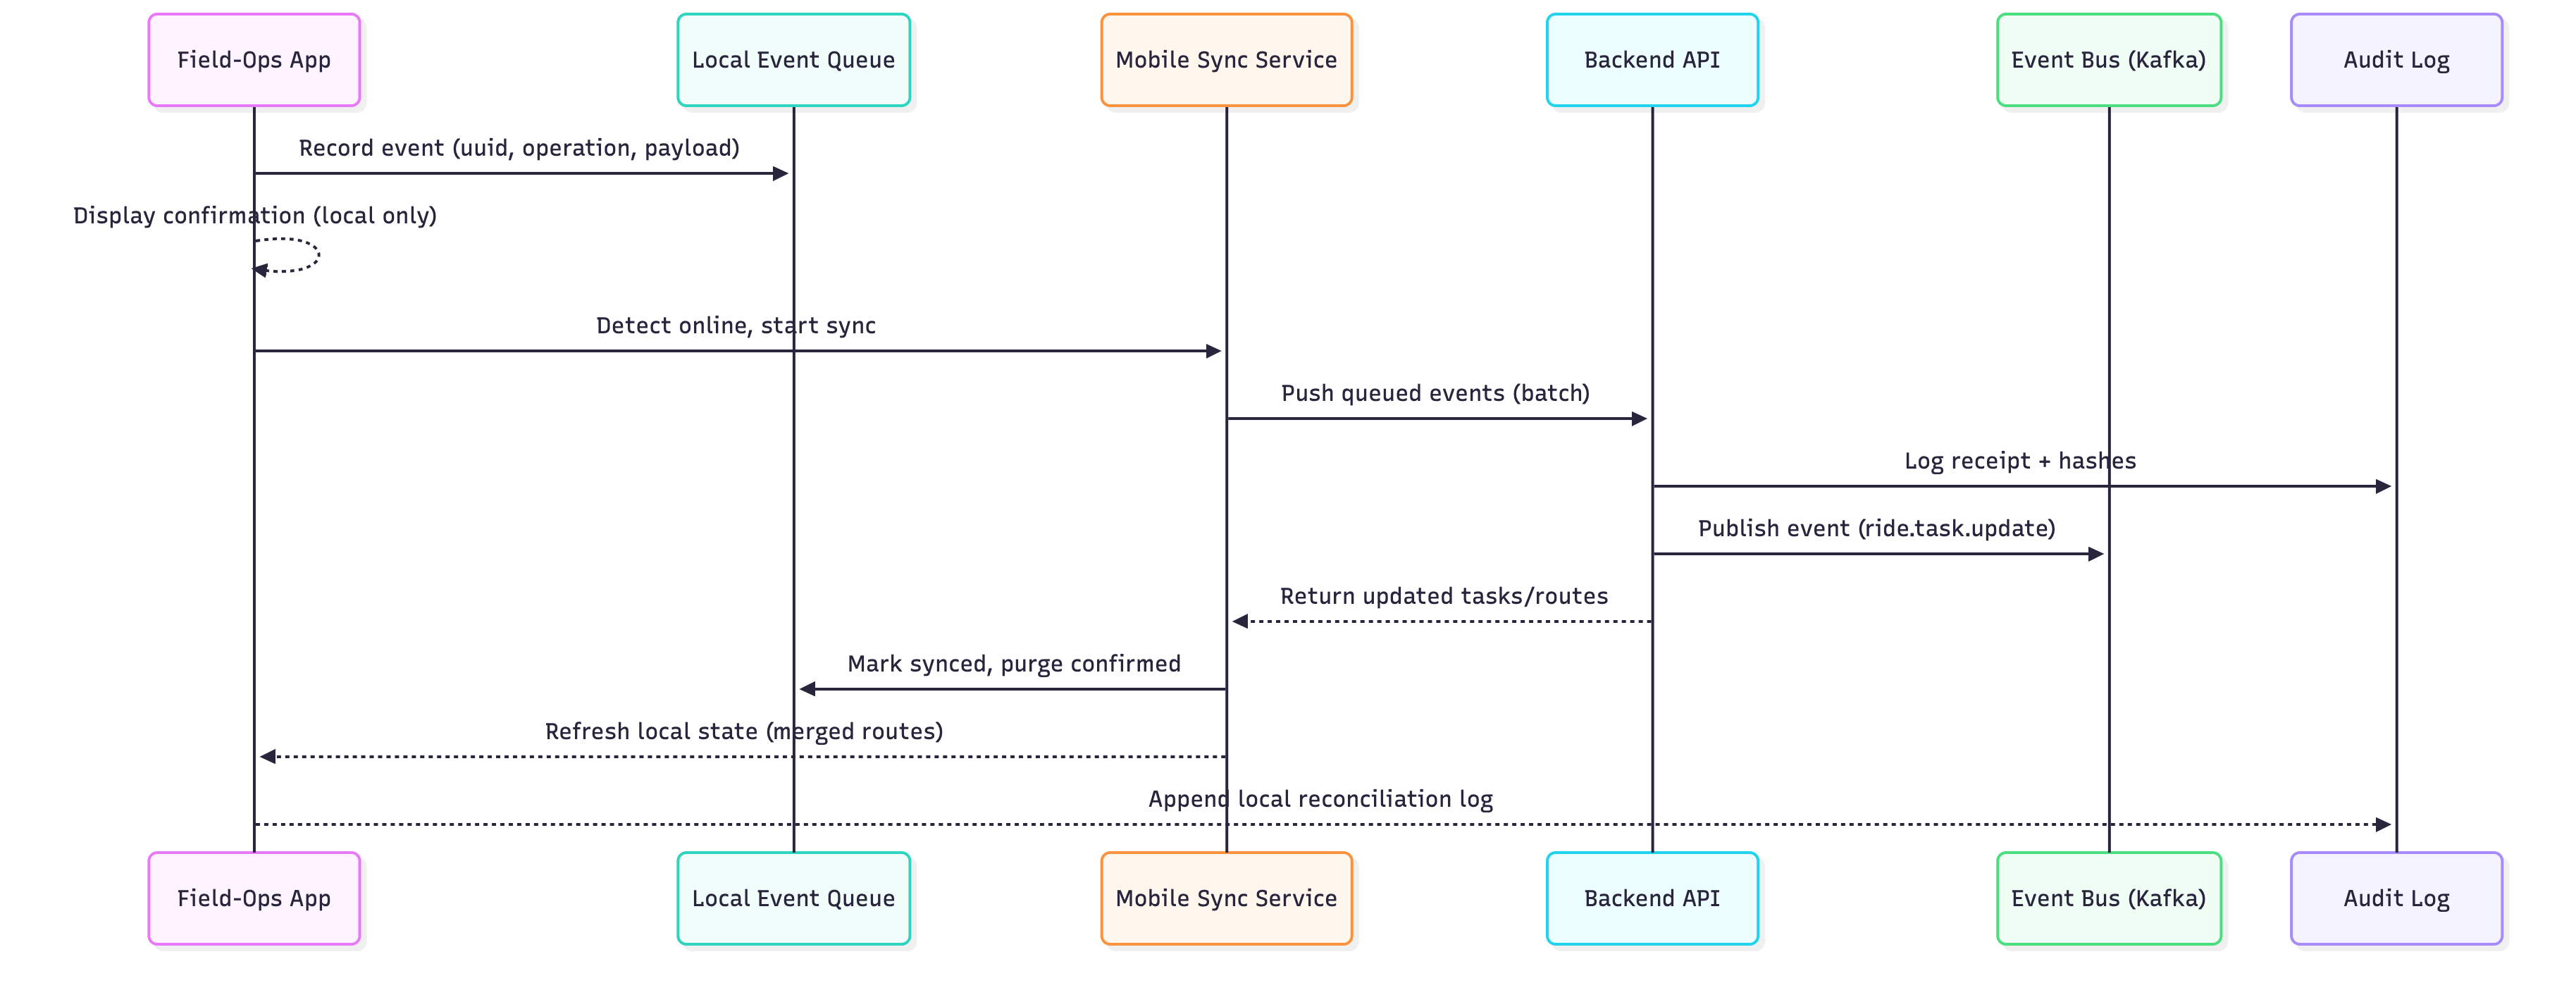 Field-Ops App
Local Event Queue
Mobile Sync Service
Backend API
Event Bus (Kafka)
Audit Log
Record event (uuid, operation, payload)
Display confirmation (local only)
Detect online, start sync
Push queued events (batch)
Log receipt + hashes
Publish event (ride.task.update)
Return updated tasks/routes
Mark synced, purge confirmed
Refresh local state (merged routes)
Append local reconciliation log
Field-Ops App
Local Event Queue
Mobile Sync Service
Backend API
Event Bus (Kafka)
Audit Log